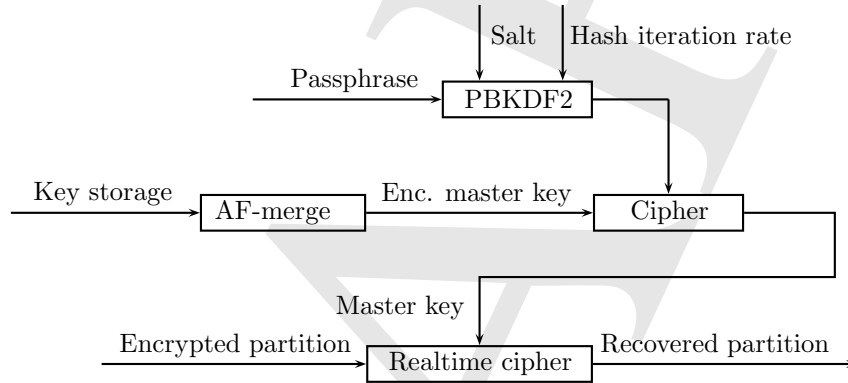 Salt
Hash iteration rate
Passphrase
PBKDF2
Key storage
AF-merge
Enc. master key
Cipher
Master key
Encrypted partition
Realtime cipher
Recovered partition